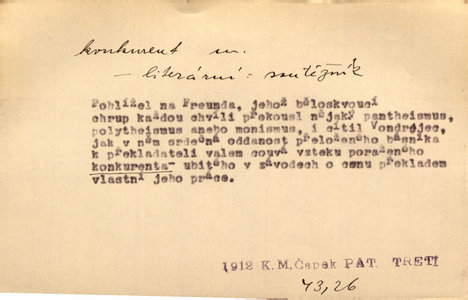 konkurent m.
– literární = soutěžník
Pohlížel na Freunda, jehož běloskvoucí
chrup každou chvíli překousl nějaký pantheismus,
polytheismus anebo monismus, i cítil Vondrejec,
jak v něm srdečná oddanost přeloženého básníka
k překladateli valem couvá vzteku poraženého
konkurenta ubitého v závodech o cenu překladem
vlastní jeho práce.
1912 K.M.Čapek PAT. TŘETÍ
43,26